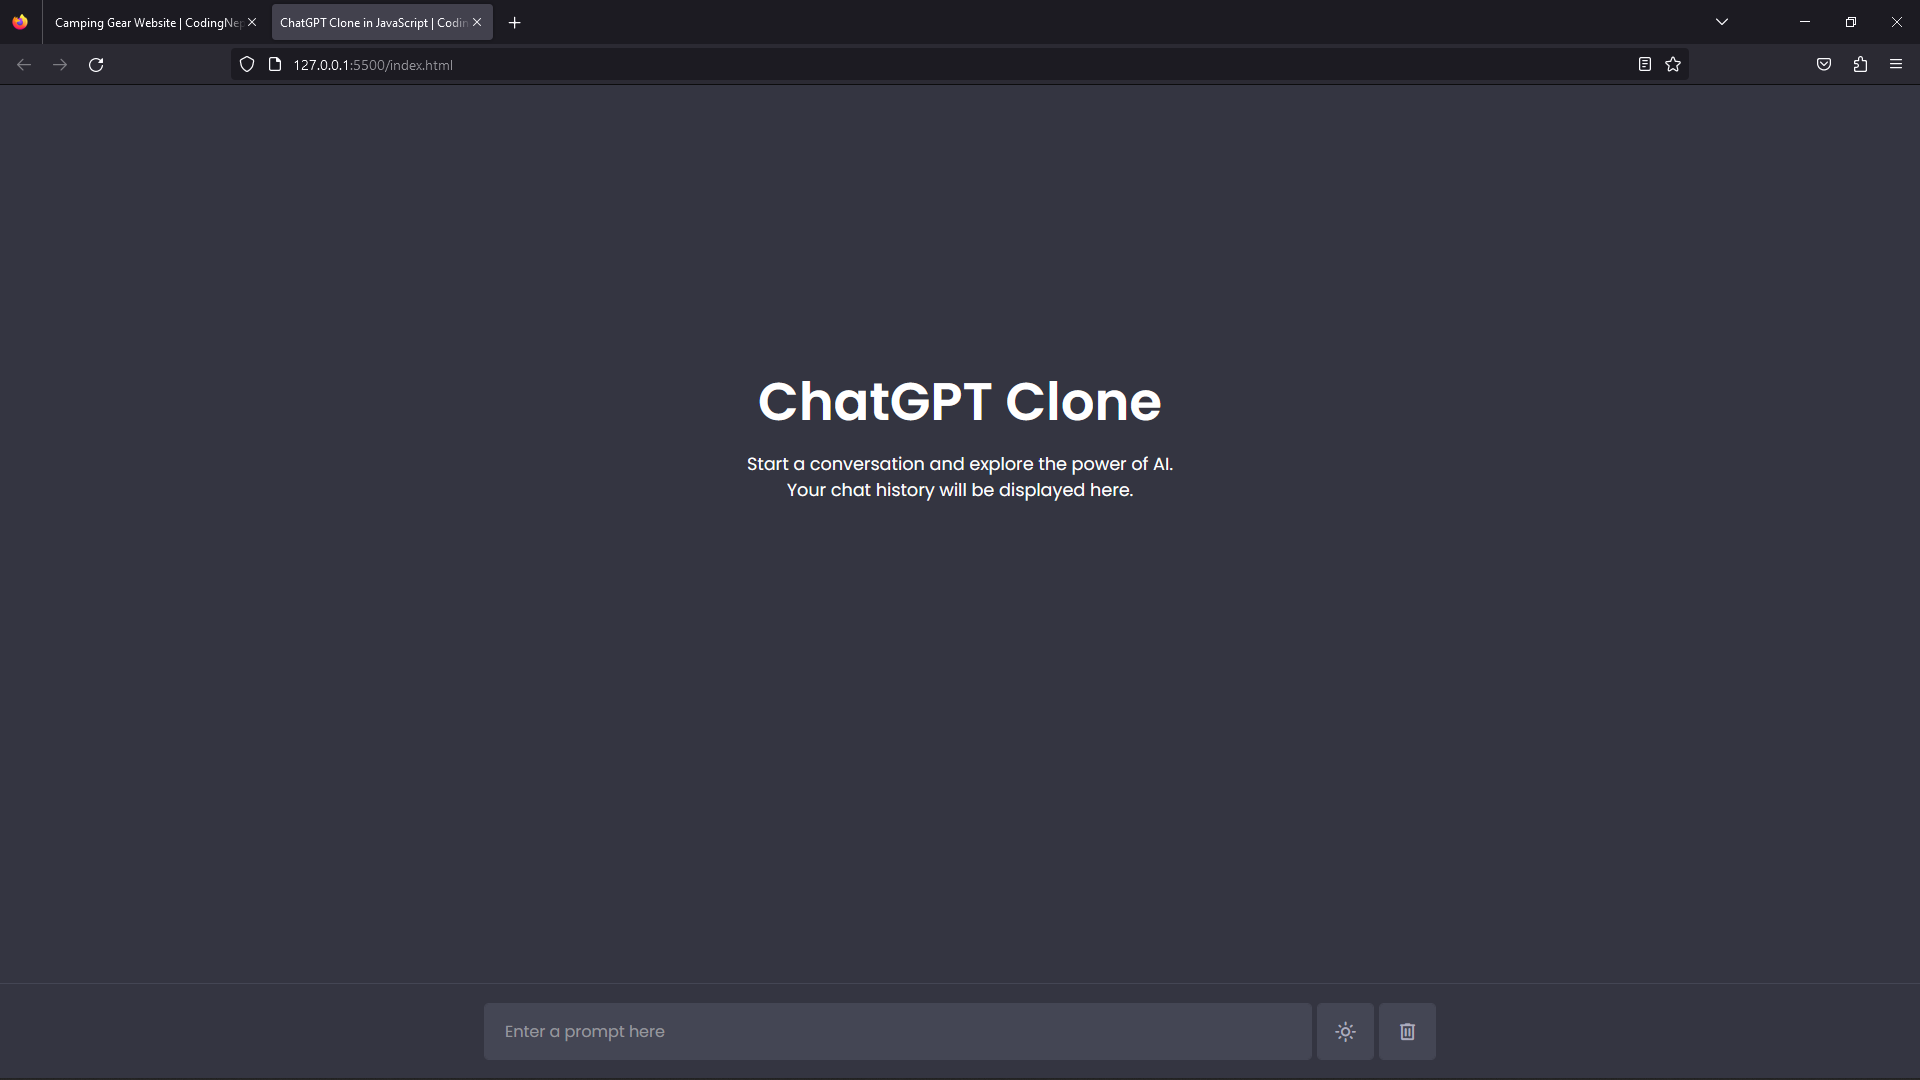 Camping Gear Website | CodingNep
ChatGPT Clone in JavaScript | Codin
127.0.0.1:5500/index.html
ChatGPT Clone
Start a conversation and explore the power of AI.
Your chat history will be displayed here.
Enter a prompt here